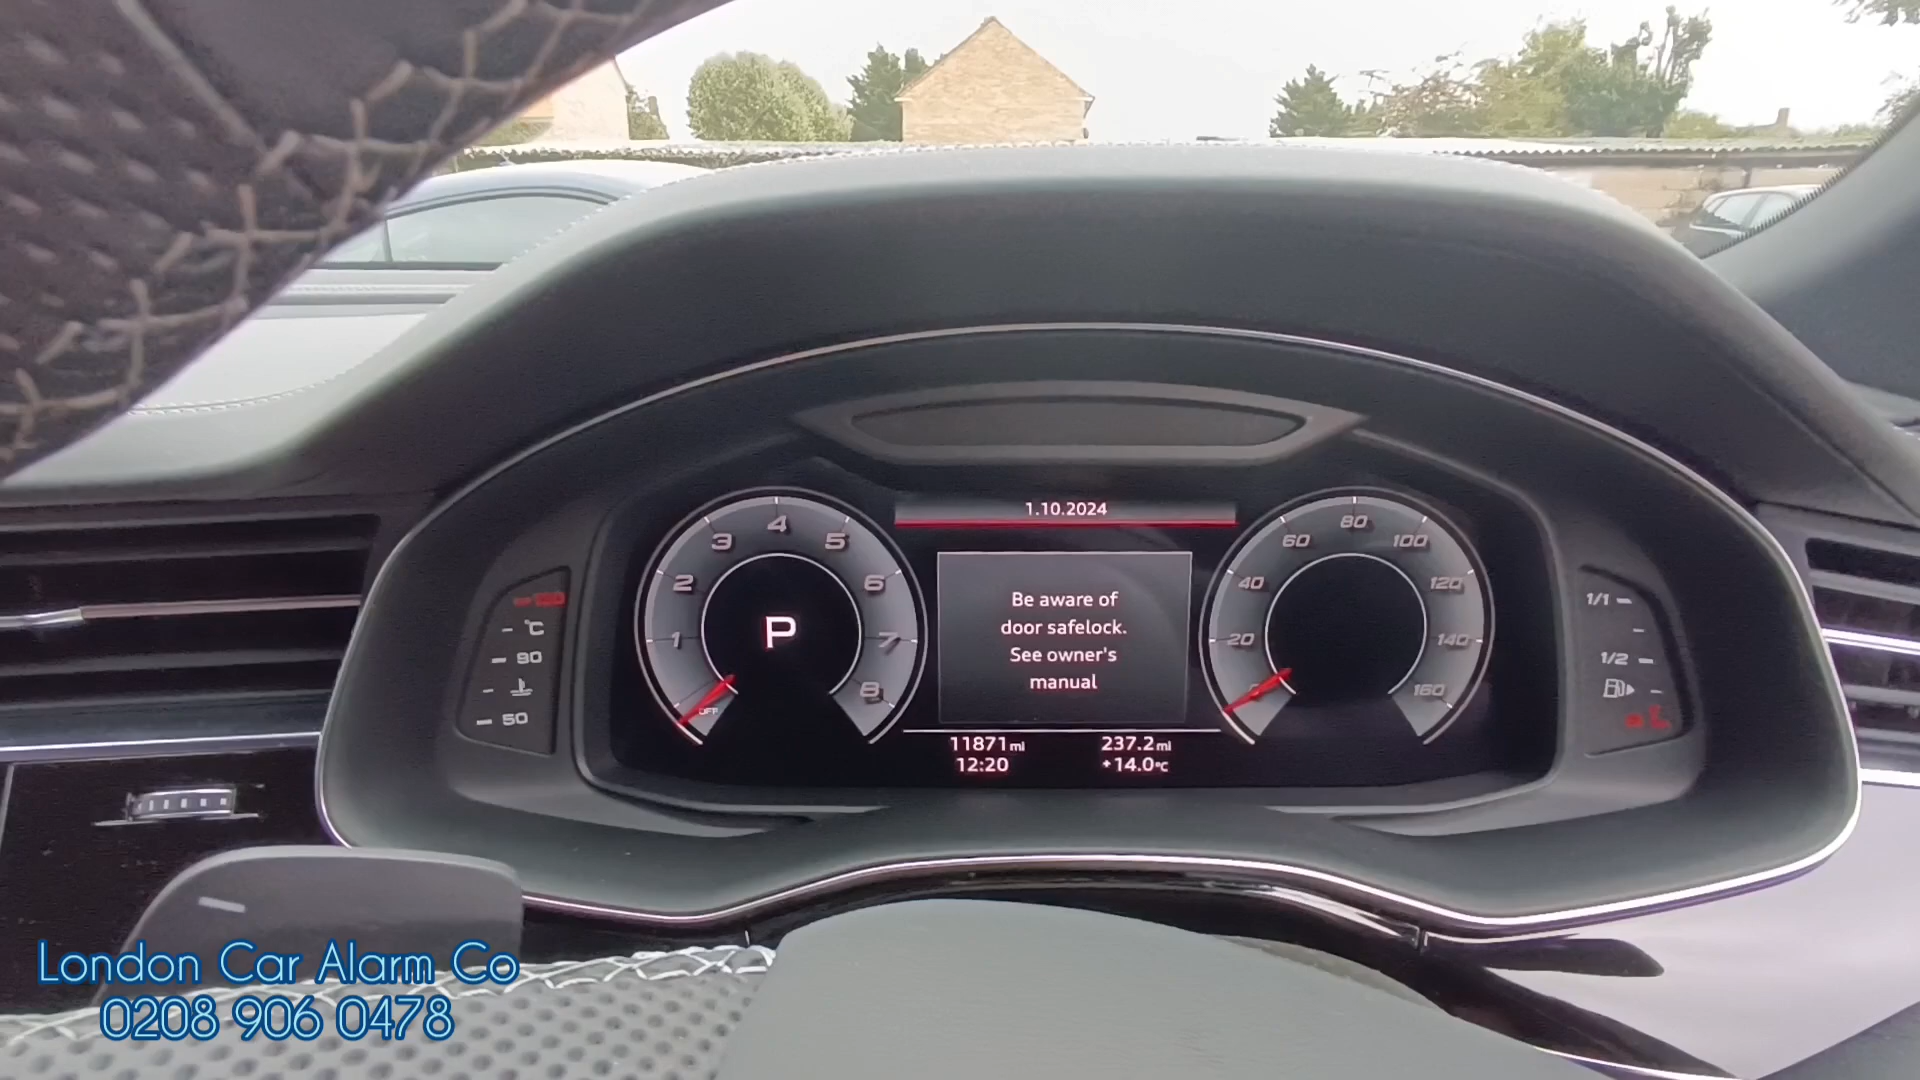 1.10.2024
Be aware of
door safelock.
See owner's
manual
11871 mi 237.2 mi
12:20 +14.0°C
P
OFF
1
2
3
4
5
6
7
8
0
20
40
60
80
100
120
140
160
130
°C
90
50
1/1
1/2
London Car Alarm Co
0208 906 0478